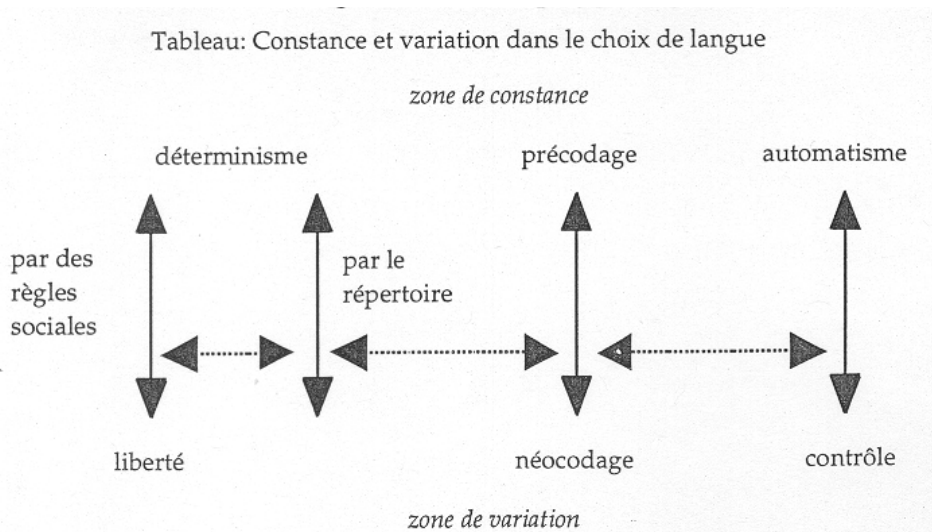 Tableau: Constance et variation dans le choix de langue
zone de constance
déterminisme
précodage
automatisme
par des
règles
sociales
par le
répertoire
liberté
néocodage
contrôle
zone de variation